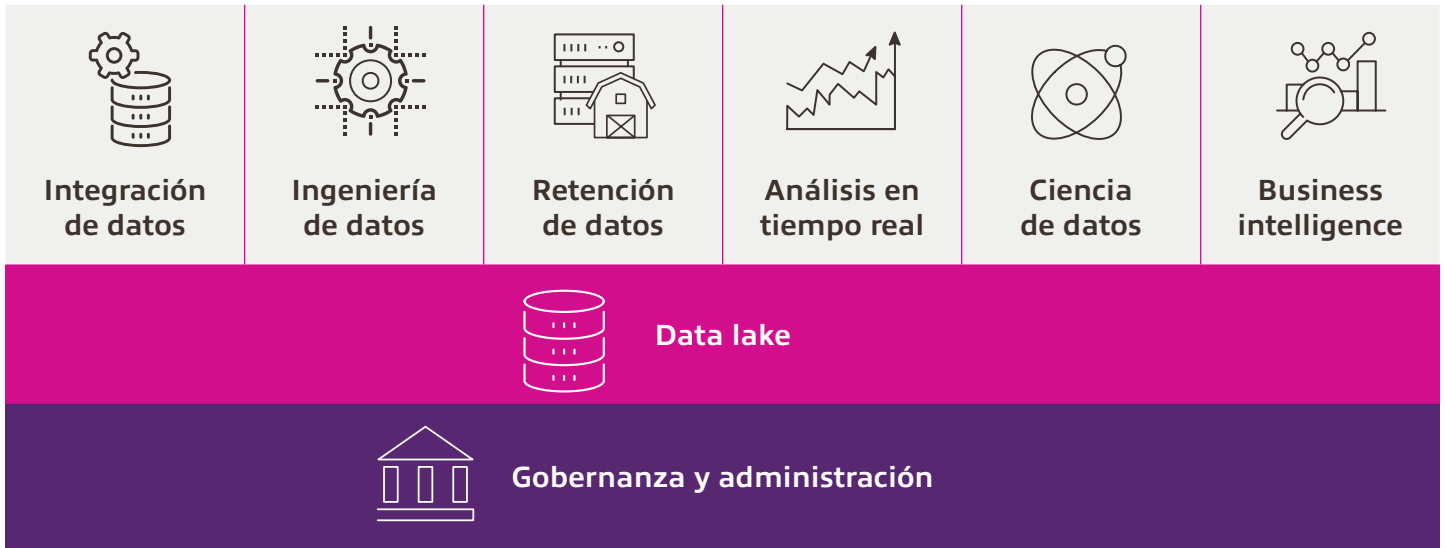 Integración
de datos
Ingeniería
de datos
Retención
de datos
Análisis en
tiempo real
Ciencia
de datos
Business
intelligence
Data lake
Gobernanza y administración